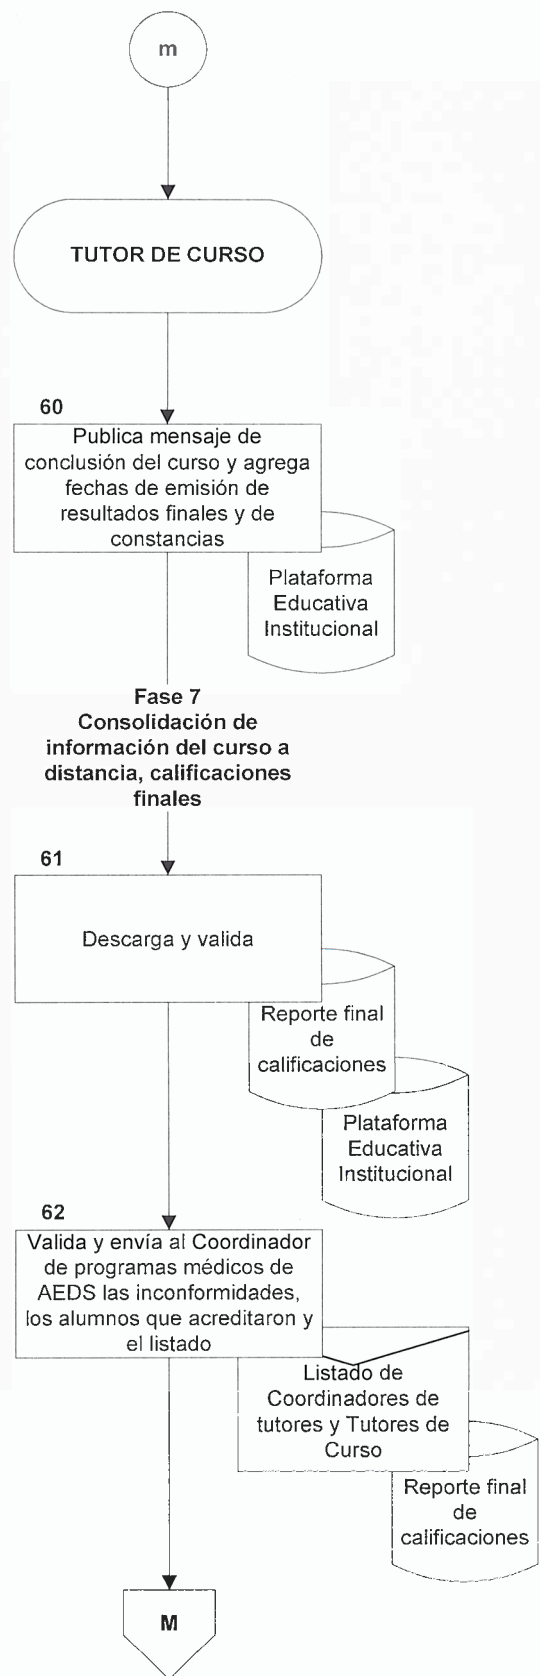 m
TUTOR DE CURSO
60
Publica mensaje de
conclusión del curso y agrega
fechas de emisión de
resultados finales y de
constancias
Plataforma
Educativa
Institucional
Fase 7
Consolidación de
información del curso a
distancia, calificaciones
finales
61
Descarga y valida
Reporte final
de
calificaciones
Plataforma
Educativa
Institucional
62
Valida y envía al Coordinador
de programas médicos de
AEDS las inconformidades,
los alumnos que acreditaron y
el listado
Listado de
Coordinadores de
tutores y Tutores de
Curso
Reporte final
de
calificaciones
M